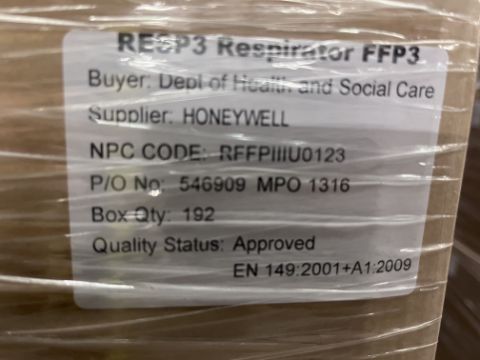 RESP3 Respirator FFP3
Buyer: Dept of Health and Social Care
Supplier: HONEYWELL
NPC CODE: RFFPIIIU0123
P/O No: 546909 MPO 1316
Box Qty: 192
Quality Status: Approved
EN 149:2001+A1:2009